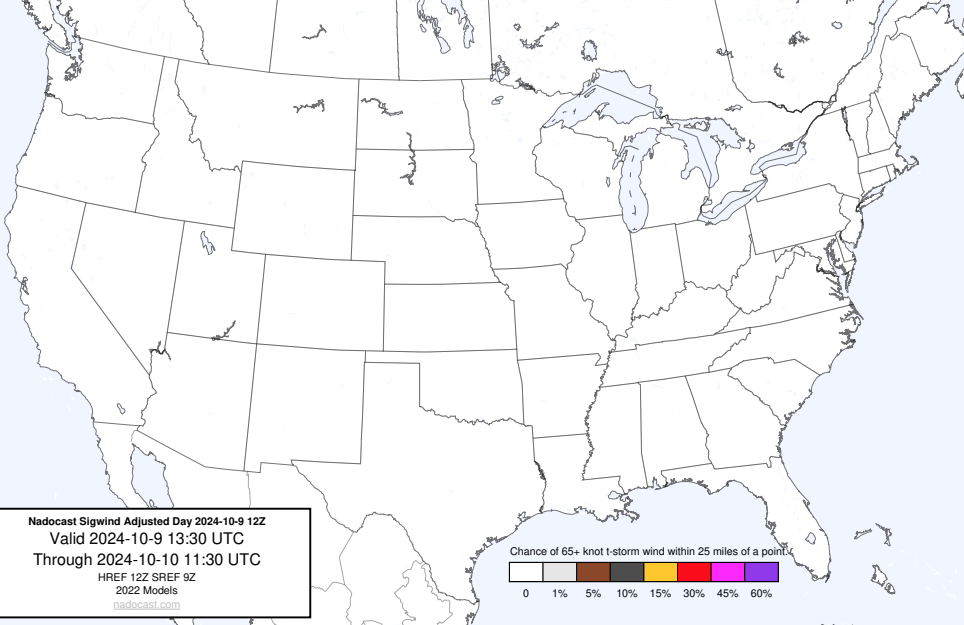 Nadocast Sigwind Adjusted Day 2024-10-9 12Z
Valid 2024-10-9 13:30 UTC
Through 2024-10-10 11:30 UTC
HREF 12Z SREF 9Z
2022 Models
nadocast.com
Chance of 65+ knot t-storm wind within 25 miles of a point.
0 1% 5% 10% 15% 30% 45% 60%